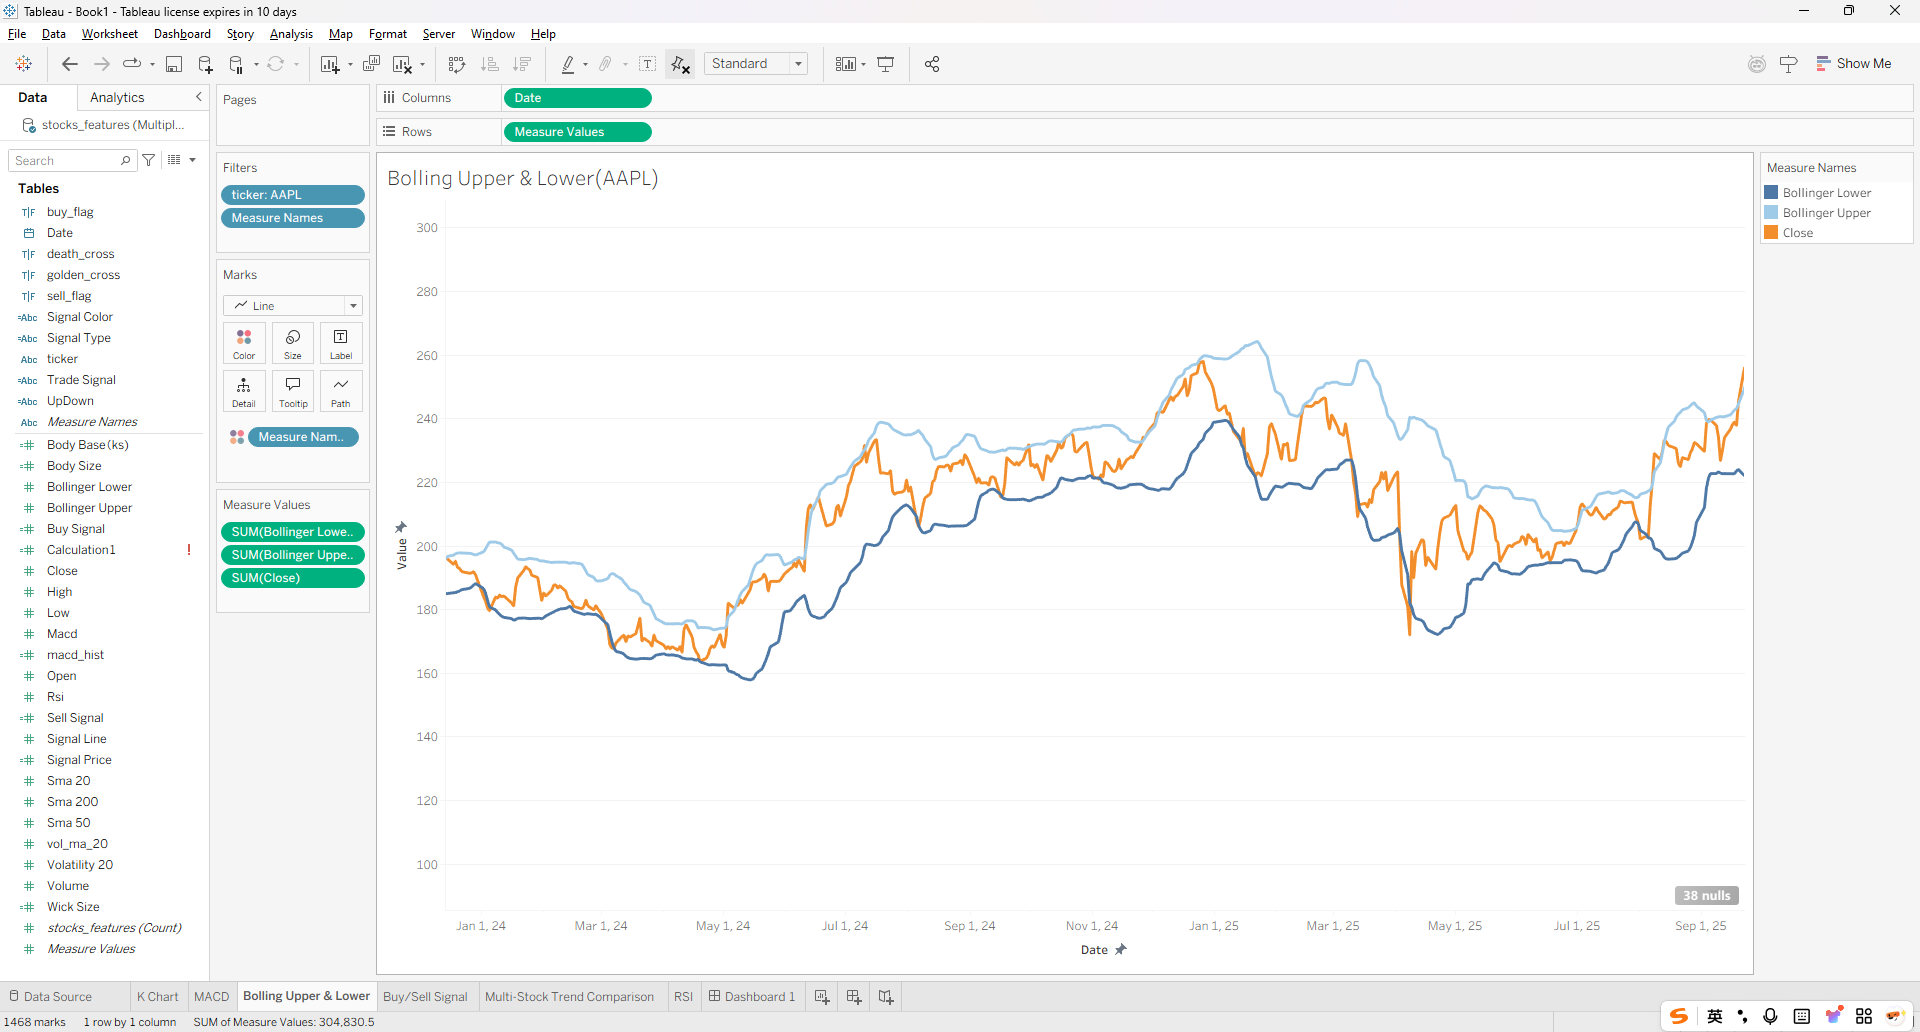 Tableau - Book1 - Tableau license expires in 10 days
File Data Worksheet Dashboard Story Analysis Map Format Server Window Help
Standard
Show Me
Data Analytics
stocks_features (Multipl...
Search
Tables
T|F buy_flag
Date
T|F death_cross
T|F golden_cross
T|F sell_flag
=Abc Signal Color
=Abc Signal Type
Abc ticker
=Abc Trade Signal
=Abc UpDown
Abc Measure Names
=# Body Base(ks)
=# Body Size
# Bollinger Lower
# Bollinger Upper
=# Buy Signal
=# Calculation1 !
# Close
# High
# Low
# Macd
=# macd_hist
# Open
# Rsi
=# Sell Signal
# Signal Line
=# Signal Price
# Sma 20
# Sma 200
# Sma 50
# vol_ma_20
# Volatility 20
# Volume
=# Wick Size
# stocks_features (Count)
# Measure Values
Pages
Filters
ticker: AAPL
Measure Names
Marks
Line
Color Size Label
Detail Tooltip Path
Measure Nam..
Measure Values
SUM(Bollinger Lowe..
SUM(Bollinger Uppe..
SUM(Close)
Columns Date
Rows Measure Values
Bolling Upper & Lower(AAPL)
300
280
260
240
220
200
180
160
140
120
100
Value
38 nulls
Jan 1, 24 Mar 1, 24 May 1, 24 Jul 1, 24 Sep 1, 24 Nov 1, 24 Jan 1, 25 Mar 1, 25 May 1, 25 Jul 1, 25 Sep 1, 25
Date
Measure Names
Bollinger Lower
Bollinger Upper
Close
Data Source K Chart MACD Bolling Upper & Lower Buy/Sell Signal Multi-Stock Trend Comparison RSI Dashboard 1
1468 marks 1 row by 1 column SUM of Measure Values: 304,830.5
英